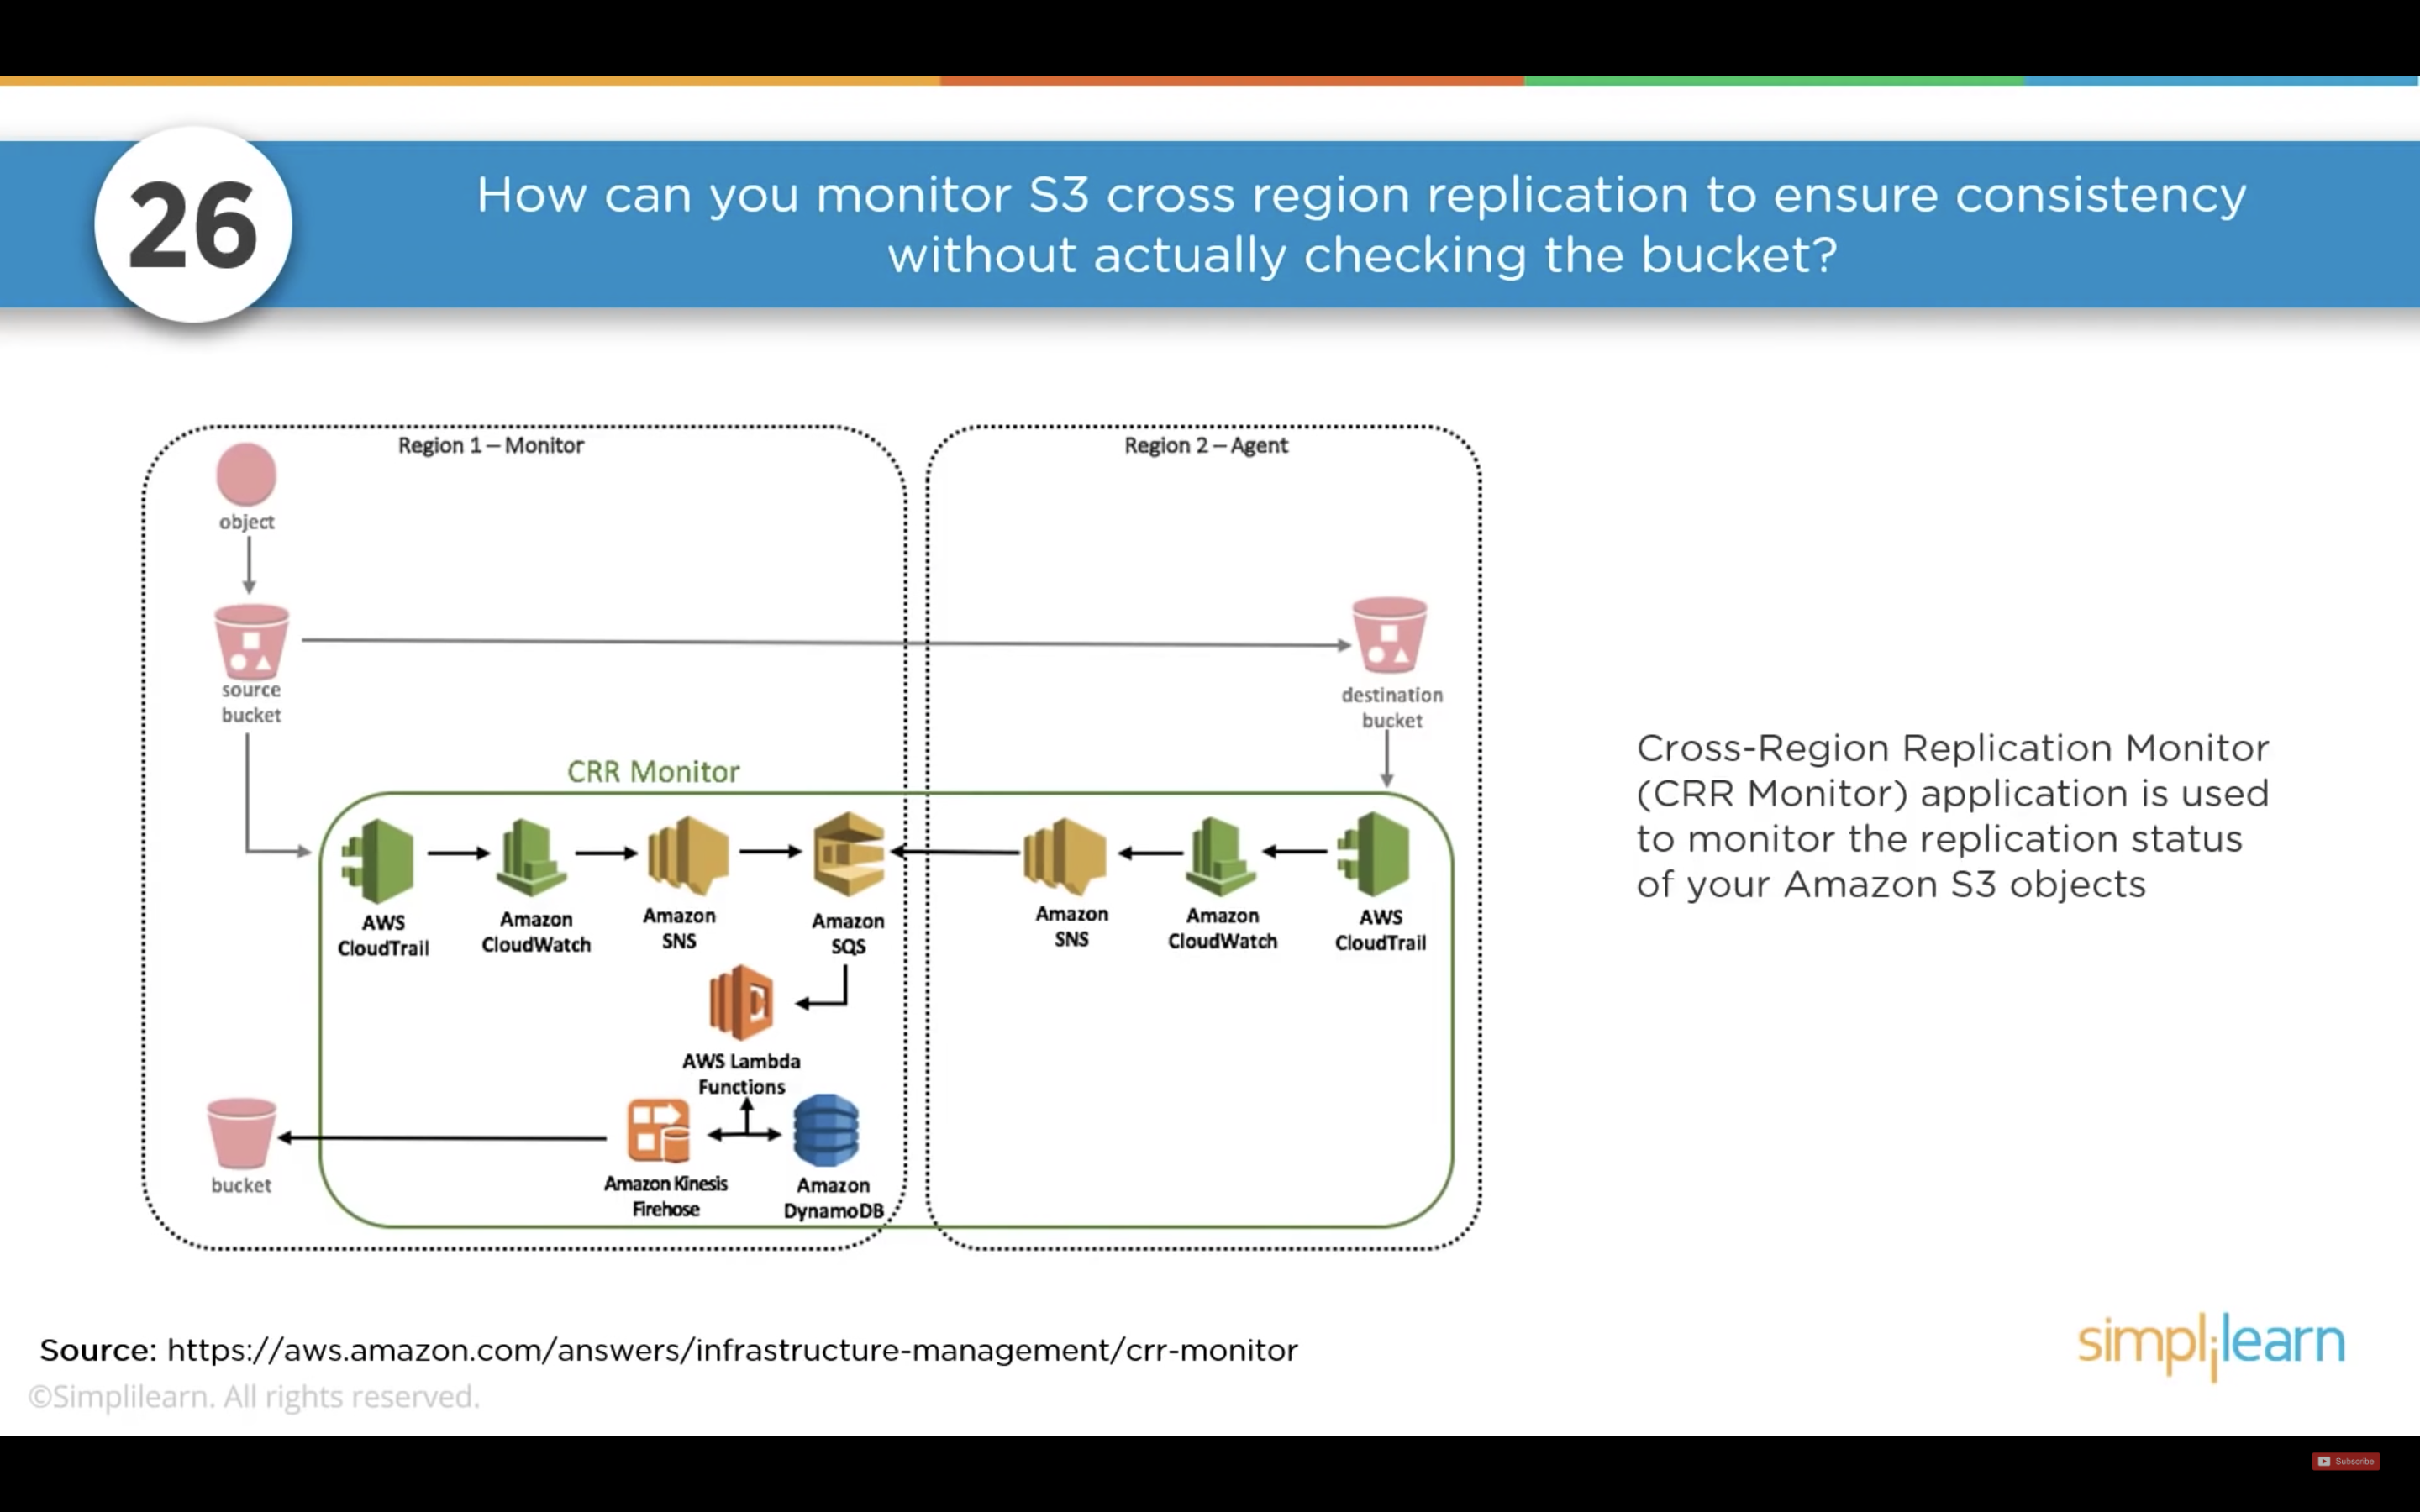 26
How can you monitor S3 cross region replication to ensure consistency
without actually checking the bucket?
Region 1 – Monitor
Region 2 – Agent
object
source
bucket
destination
bucket
CRR Monitor
AWS
CloudTrail
Amazon
CloudWatch
Amazon
SNS
Amazon
SQS
Amazon
SNS
Amazon
CloudWatch
AWS
CloudTrail
AWS Lambda
Functions
bucket
Amazon Kinesis
Firehose
Amazon
DynamoDB
Cross-Region Replication Monitor
(CRR Monitor) application is used
to monitor the replication status
of your Amazon S3 objects
Source: https://aws.amazon.com/answers/infrastructure-management/crr-monitor
©Simplilearn. All rights reserved.
simplilearn
Subscribe